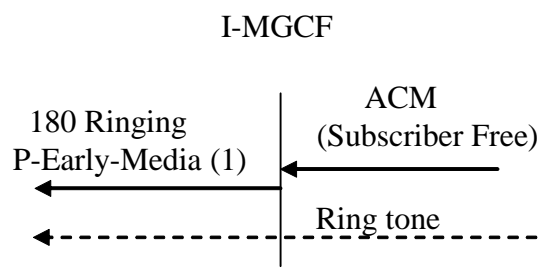 I-MGCF
ACM
(Subscriber Free)
180 Ringing
P-Early-Media (1)
Ring tone